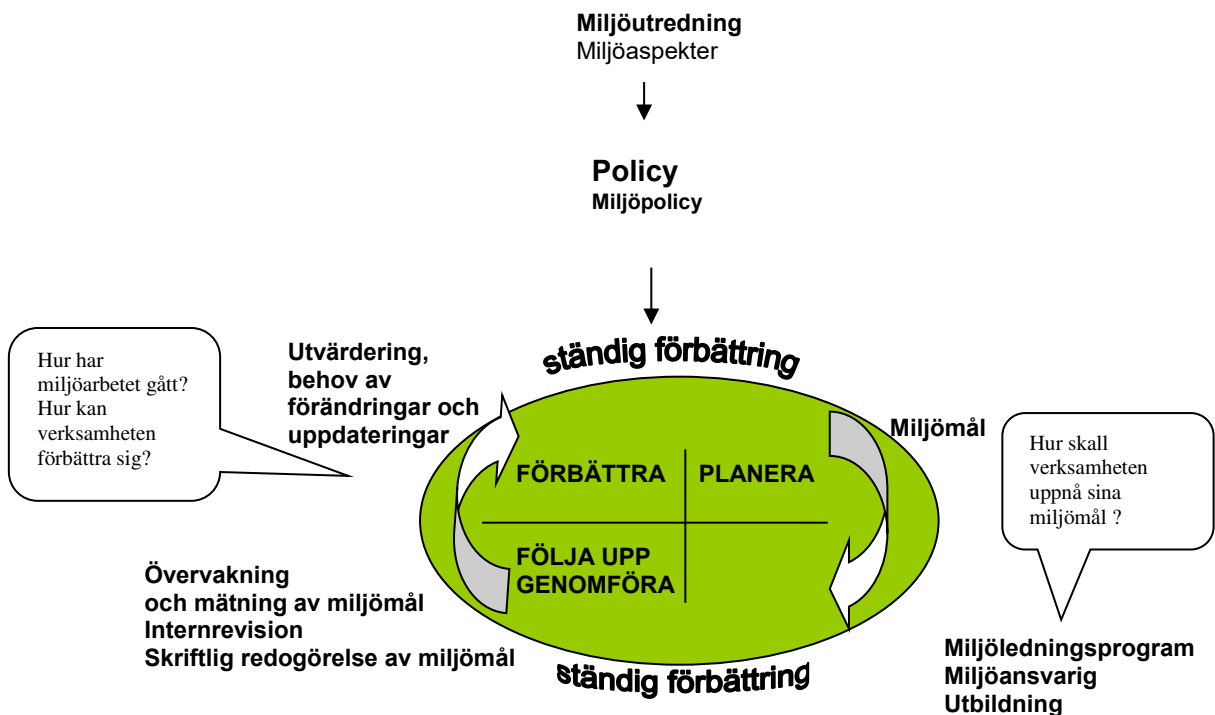 Miljöutredning
Miljöaspekter
Policy
Miljöpolicy
ständig förbättring
Hur har
miljöarbetet gått?
Hur kan
verksamheten
förbättra sig?
Utvärdering,
behov av
förändringar och
uppdateringar
Miljömål
Hur skall
verksamheten
uppnå sina
miljömål ?
FÖRBÄTTRA
PLANERA
FÖLJA UPP
GENOMFÖRA
Övervakning
och mätning av miljömål
Internrevision
Skriftlig redogörelse av miljömål
ständig förbättring
Miljöledningsprogram
Miljöansvarig
Utbildning